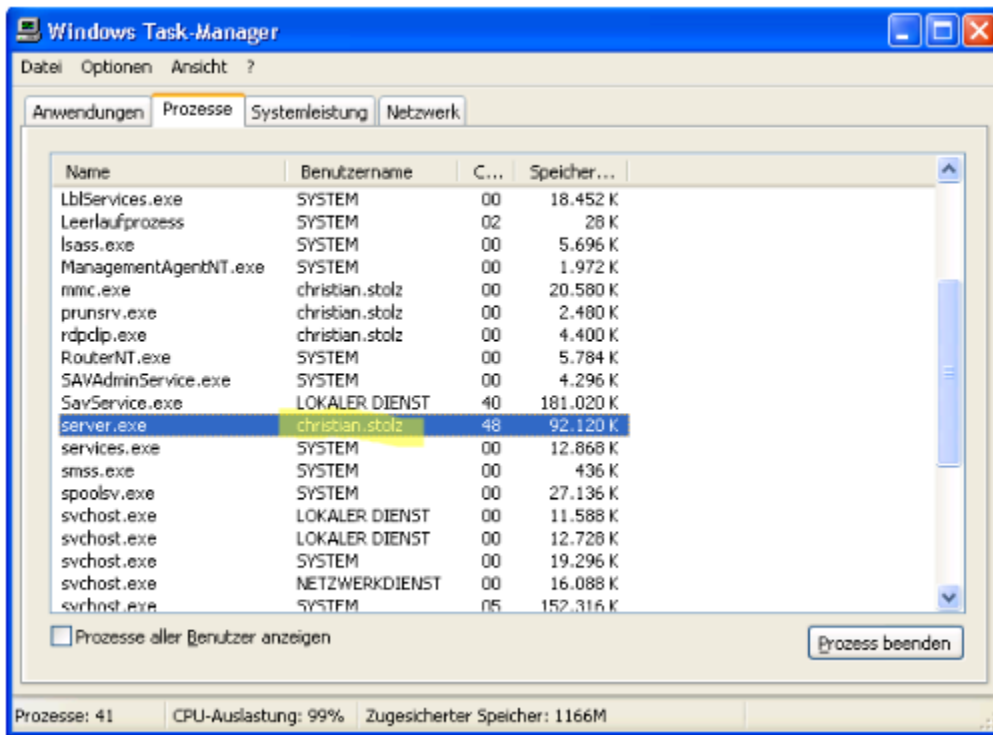 Windows Task-Manager
Datei Optionen Ansicht ?
Anwendungen Prozesse Systemleistung Netzwerk
Name Benutzername C... Speicher...
LblServices.exe SYSTEM 00 18.452 K
Leerlaufprozess SYSTEM 02 28 K
lsass.exe SYSTEM 00 5.696 K
ManagementAgentNT.exe SYSTEM 00 1.972 K
mmc.exe christian.stolz 00 20.580 K
prunsrv.exe christian.stolz 00 2.480 K
rdpclip.exe christian.stolz 00 4.400 K
RouterNT.exe SYSTEM 00 5.784 K
SAVAdminService.exe SYSTEM 00 4.296 K
SavService.exe LOKALER DIENST 40 181.020 K
server.exe christian.stolz 48 92.120 K
services.exe SYSTEM 00 12.868 K
smss.exe SYSTEM 00 436 K
spoolsv.exe SYSTEM 00 27.136 K
svchost.exe LOKALER DIENST 00 11.588 K
svchost.exe LOKALER DIENST 00 12.728 K
svchost.exe SYSTEM 00 19.296 K
svchost.exe NETZWERKDIENST 00 16.088 K
svchost.exe SYSTEM 05 152.316 K
Prozesse aller Benutzer anzeigen Prozess beenden
Prozesse: 41 CPU-Auslastung: 99% Zugesicherter Speicher: 1166M